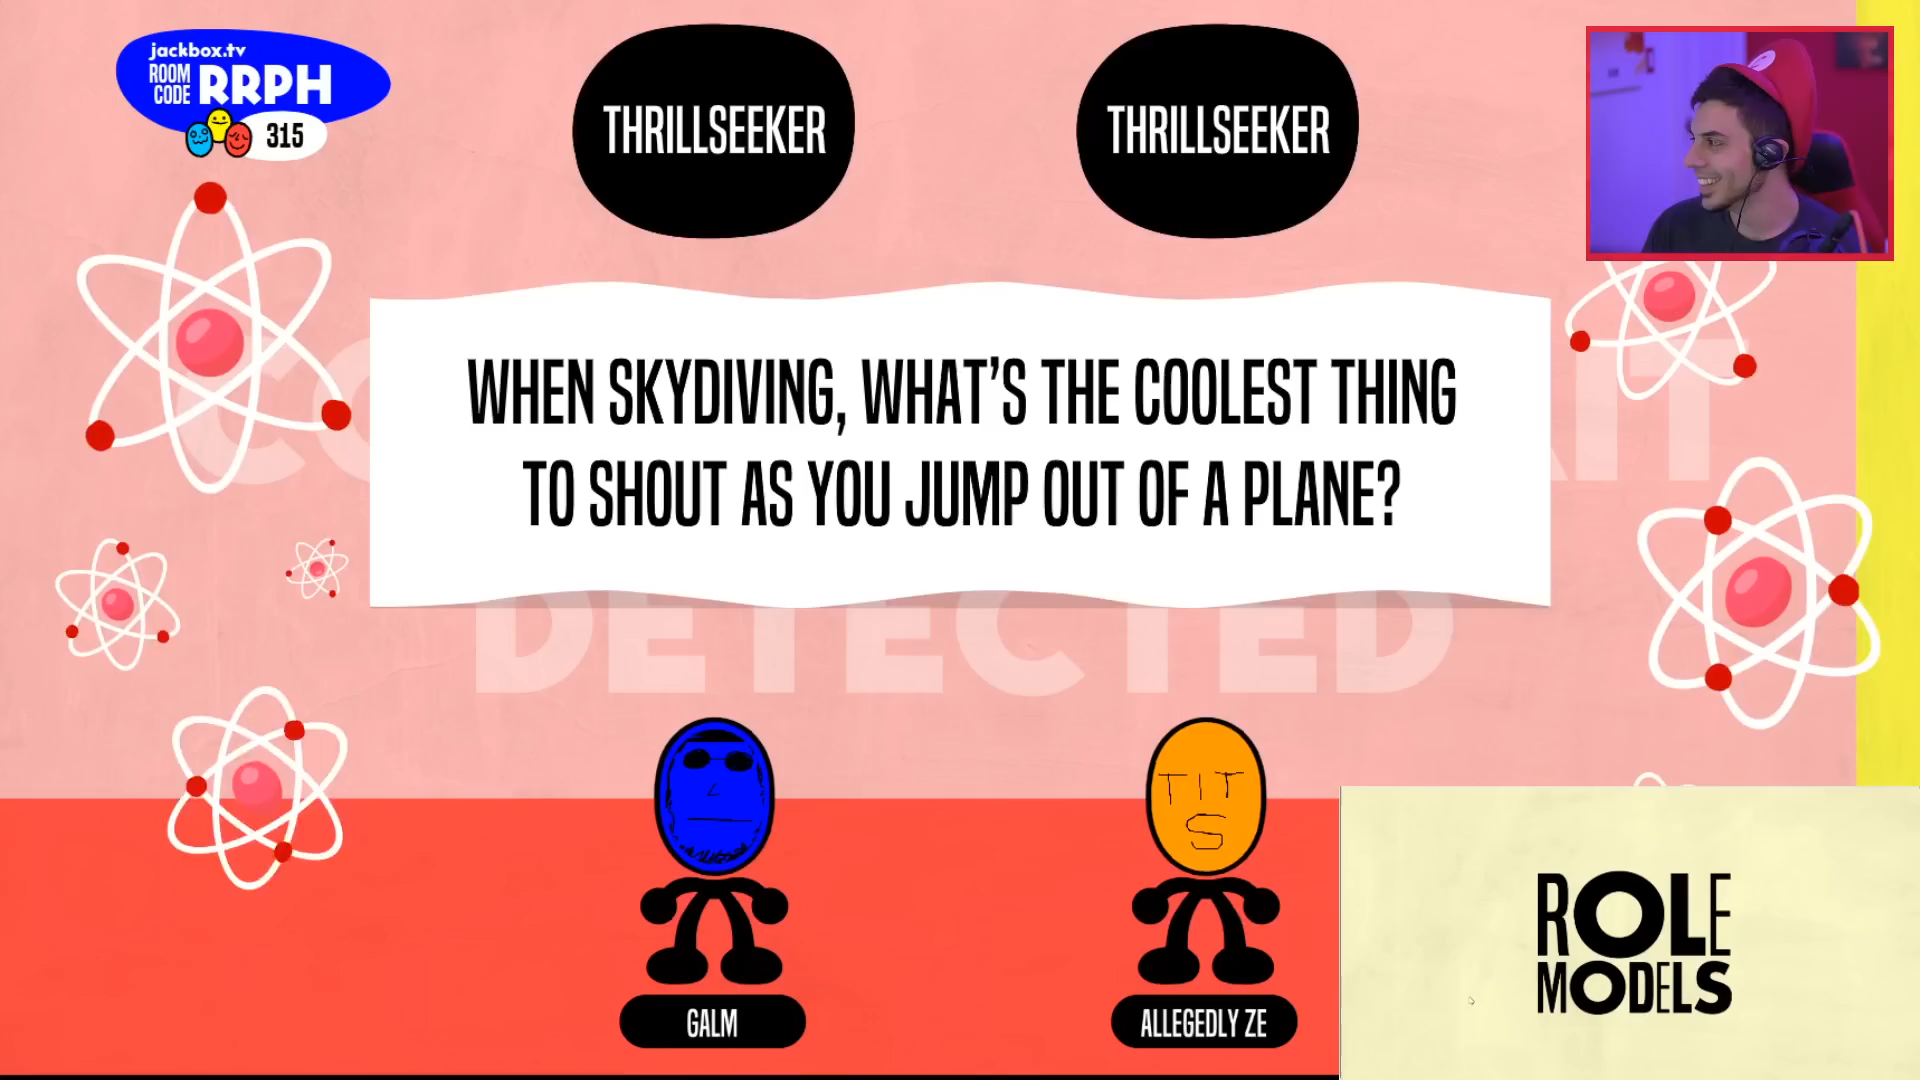 jackbox.tv
ROOM CODE RRPH
315
THRILLSEEKER
THRILLSEEKER
WHEN SKYDIVING, WHAT'S THE COOLEST THING
TO SHOUT AS YOU JUMP OUT OF A PLANE?
DETECTED
TIT
S
GALM
ALLEGEDLY ZE
ROLE
MODELS